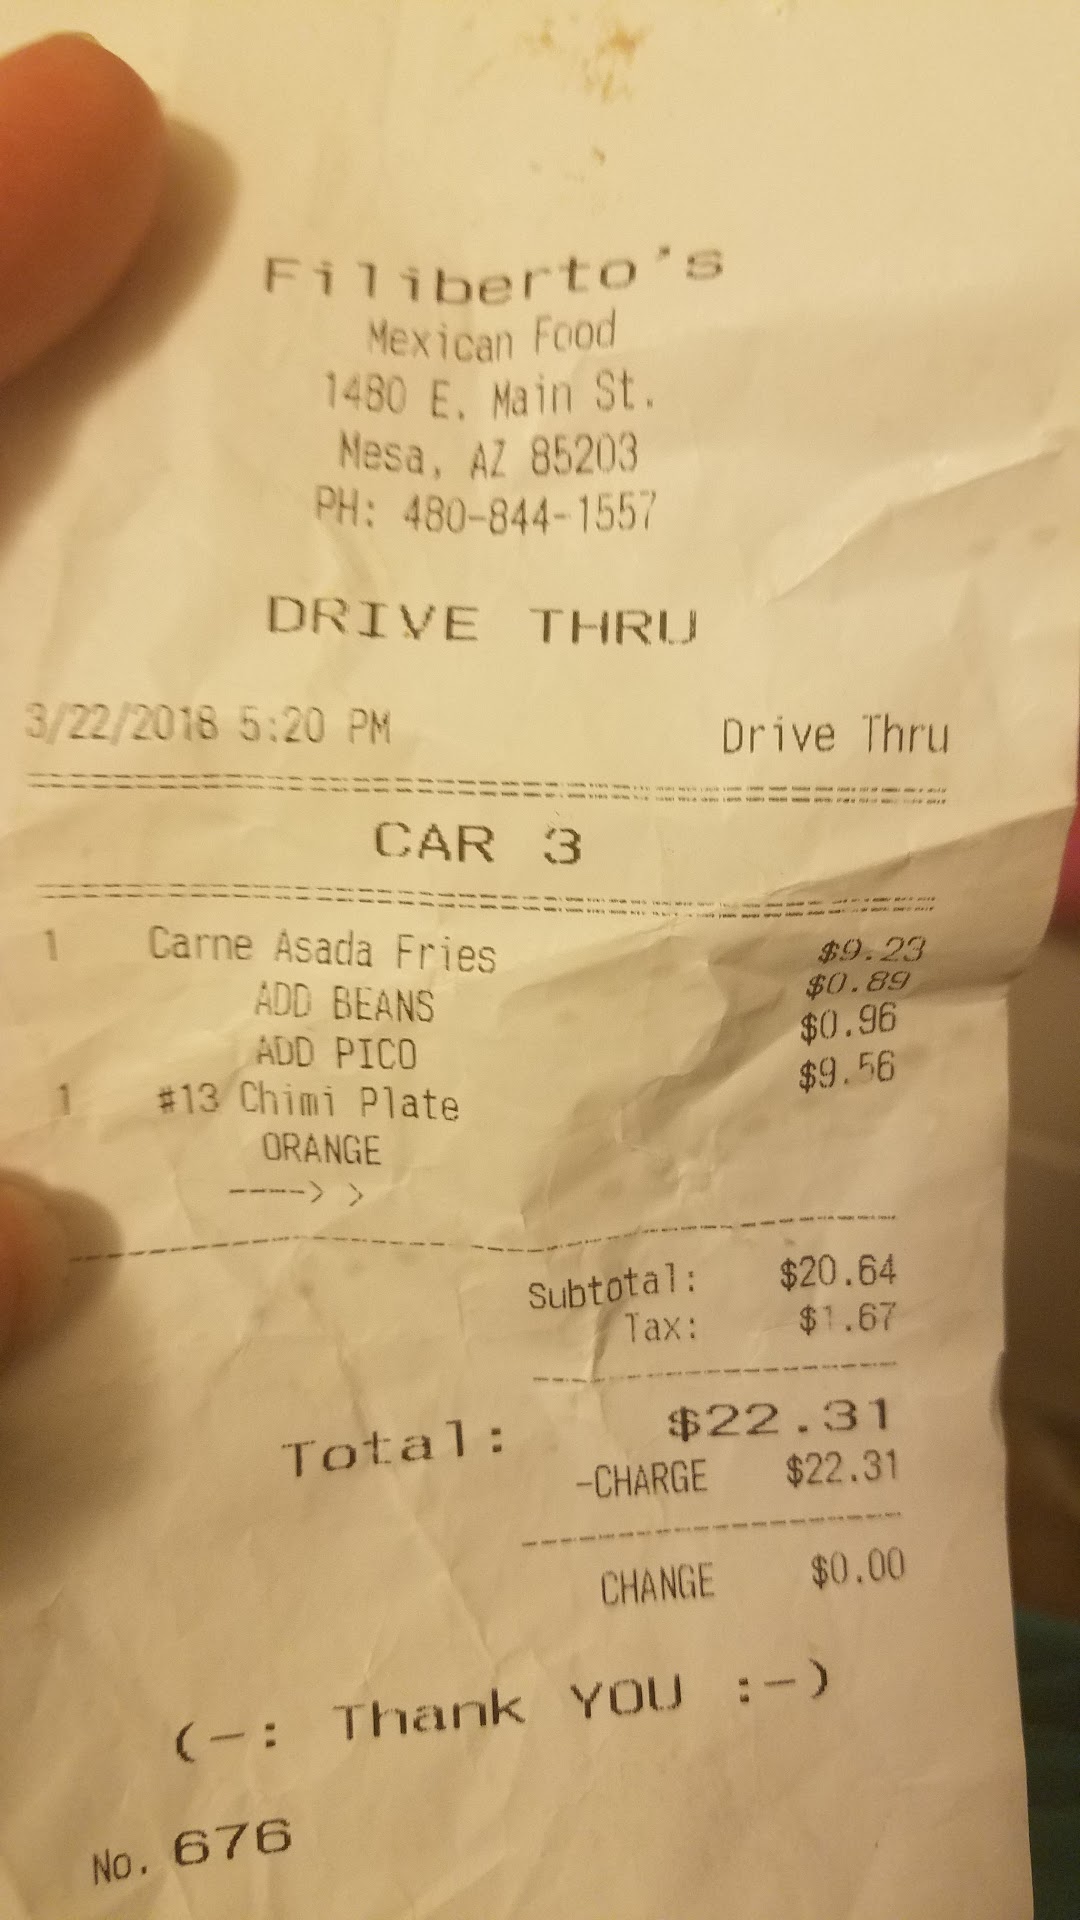 Filiberto's
Mexican Food
1480 E. Main St.
Mesa, AZ 85203
PH: 480-844-1557
DRIVE THRU
3/22/2018 5:20 PM Drive Thru
CAR 3
1 Carne Asada Fries $9.23
ADD BEANS $0.89
ADD PICO $0.96
1 #13 Chimi Plate $9.56
ORANGE
----> >
Subtotal: $20.64
Tax: $1.67
Total: $22.31
-CHARGE $22.31
CHANGE $0.00
(-: Thank YOU :-)
No. 676